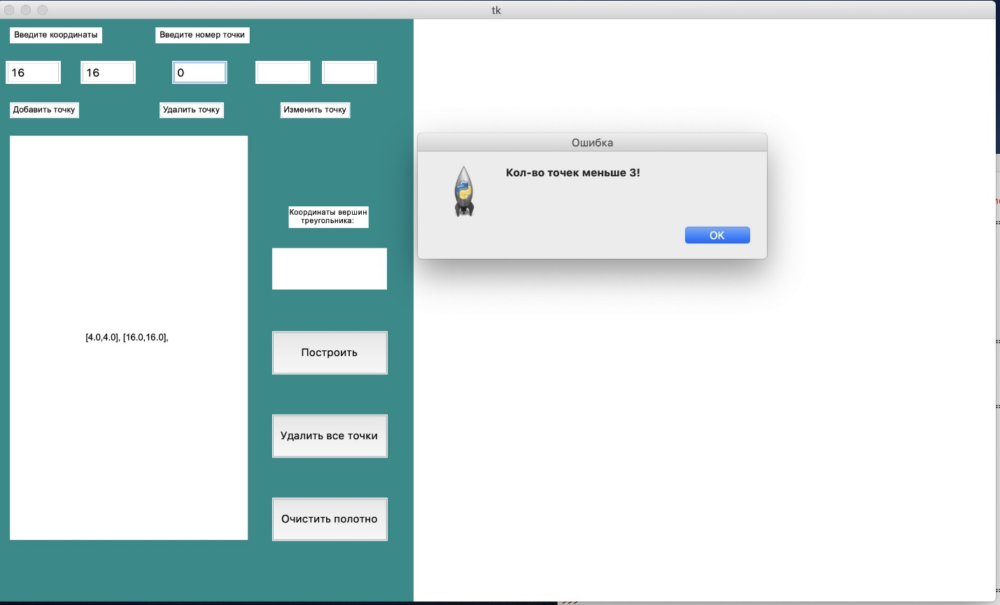 tk
Введите координаты
Введите номер точки
16
16
0
Добавить точку
Удалить точку
Изменить точку
Ошибка
Кол-во точек меньше 3!
OK
Координаты вершин
треугольника:
[4.0,4.0], [16.0,16.0],
Построить
Удалить все точки
Очистить полотно